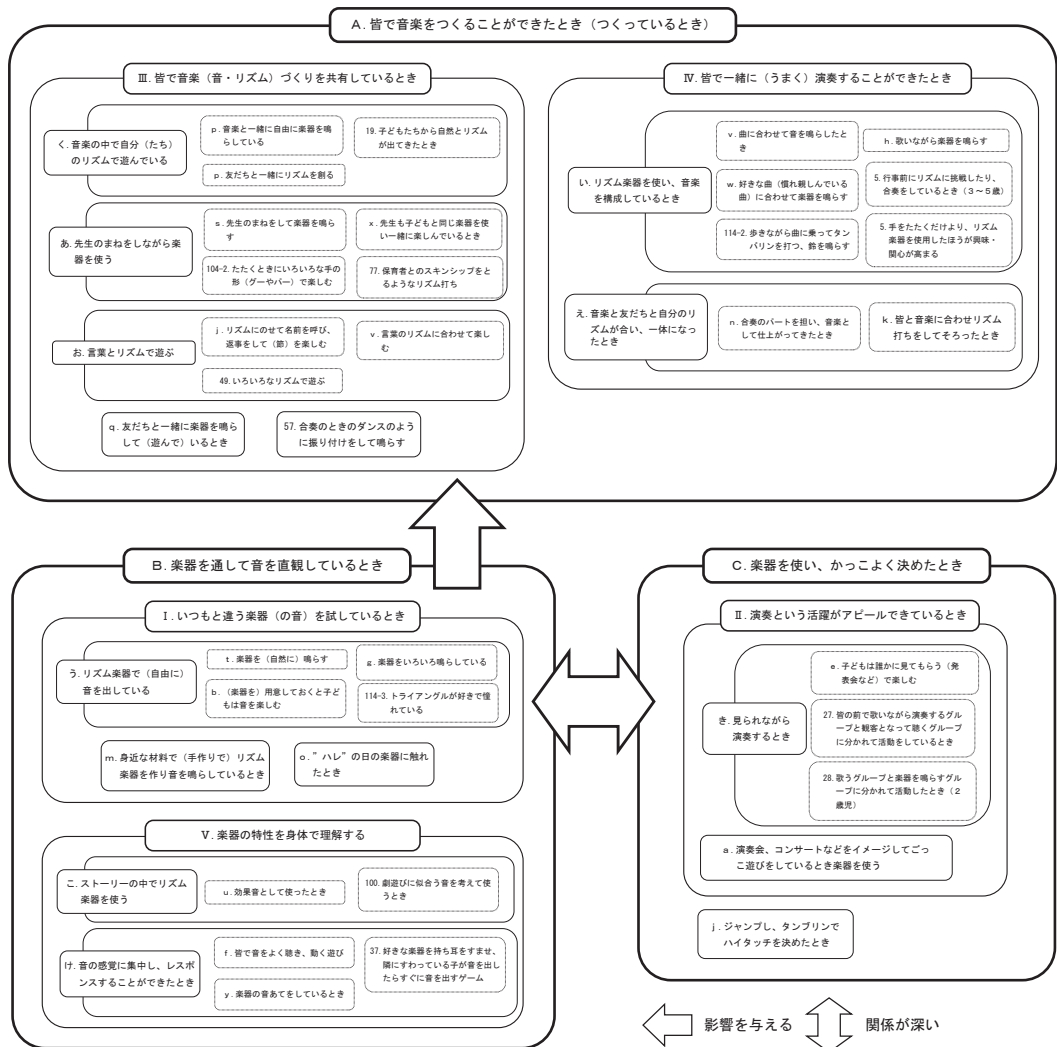 A. 皆で音楽をつくることができたとき（つくっているとき）
Ⅲ. 皆で音楽（音・リズム）づくりを共有しているとき
く. 音楽の中で自分（たち）
のリズムで遊んでいる
p. 音楽と一緒に自由に楽器を鳴
らしている
19. 子どもたちから自然とリズム
が出てきたとき
p. 友だちと一緒にリズムを創る
あ. 先生のまねをしながら楽
器を使う
s. 先生のまねをして楽器を鳴ら
す
x. 先生も子どもと同じ楽器を使
い一緒に楽しんでいるとき
104-2. たたくときにいろいろな手の
形（グーやパー）で楽しむ
77. 保育者とのスキンシップをと
るようなリズム打ち
お. 言葉とリズムで遊ぶ
j. リズムにのせて名前を呼び、
返事をして（節）を楽しむ
v. 言葉のリズムに合わせて楽し
む
49. いろいろなリズムで遊ぶ
q. 友だちと一緒に楽器を鳴ら
して（遊んで）いるとき
57. 合奏のときのダンスのよう
に振り付けをして鳴らす
Ⅳ. 皆で一緒に（うまく）演奏することができたとき
い. リズム楽器を使い、音楽
を構成しているとき
v. 曲に合わせて音を鳴らしたと
き
h. 歌いながら楽器を鳴らす
w. 好きな曲（慣れ親しんでいる
曲）に合わせて楽器を鳴らす
5. 行事前にリズムに挑戦したり、
合奏をしているとき（３〜５歳）
114-2. 歩きながら曲に乗ってタン
バリンを打つ、鈴を鳴らす
5. 手をたたくだけより、リズム
楽器を使用したほうが興味・
関心が高まる
え. 音楽と友だちと自分のリ
ズムが合い、一体になっ
たとき
n. 合奏のパートを担い、音楽と
して仕上がってきたとき
k. 皆と音楽に合わせリズム
打ちをしてそろったとき
B. 楽器を通して音を直観しているとき
Ⅰ. いつもと違う楽器（の音）を試しているとき
う. リズム楽器で（自由に）
音を出している
t. 楽器を（自然に）鳴らす
g. 楽器をいろいろ鳴らしている
b. （楽器を）用意しておくと子ど
もは音を楽しむ
114-3. トライアングルが好きで憧
れている
m. 身近な材料で（手作りで）リズム
楽器を作り音を鳴らしているとき
o. ”ハレ”の日の楽器に触れ
たとき
Ⅴ. 楽器の特性を身体で理解する
こ. ストーリーの中でリズム
楽器を使う
u. 効果音として使ったとき
100. 劇遊びに似合う音を考えて使
うとき
け. 音の感覚に集中し、レスポ
ンスすることができたとき
f. 皆で音をよく聴き、動く遊び
37. 好きな楽器を持ち耳をすませ、
隣にすわっている子が音を出し
たらすぐに音を出すゲーム
y. 楽器の音あてをしているとき
C. 楽器を使い、かっこよく決めたとき
Ⅱ. 演奏という活躍がアピールできているとき
き. 見られながら
演奏するとき
e. 子どもは誰かに見てもらう（発
表会など）で楽しむ
27. 皆の前で歌いながら演奏するグル
ープと観客となって聴くグループ
に分かれて活動をしているとき
28. 歌うグループと楽器を鳴らすグル
ープに分かれて活動したとき（２
歳児）
a. 演奏会、コンサートなどをイメージしてごっ
こ遊びをしているとき楽器を使う
j. ジャンプし、タンブリンで
ハイタッチを決めたとき
影響を与える
関係が深い